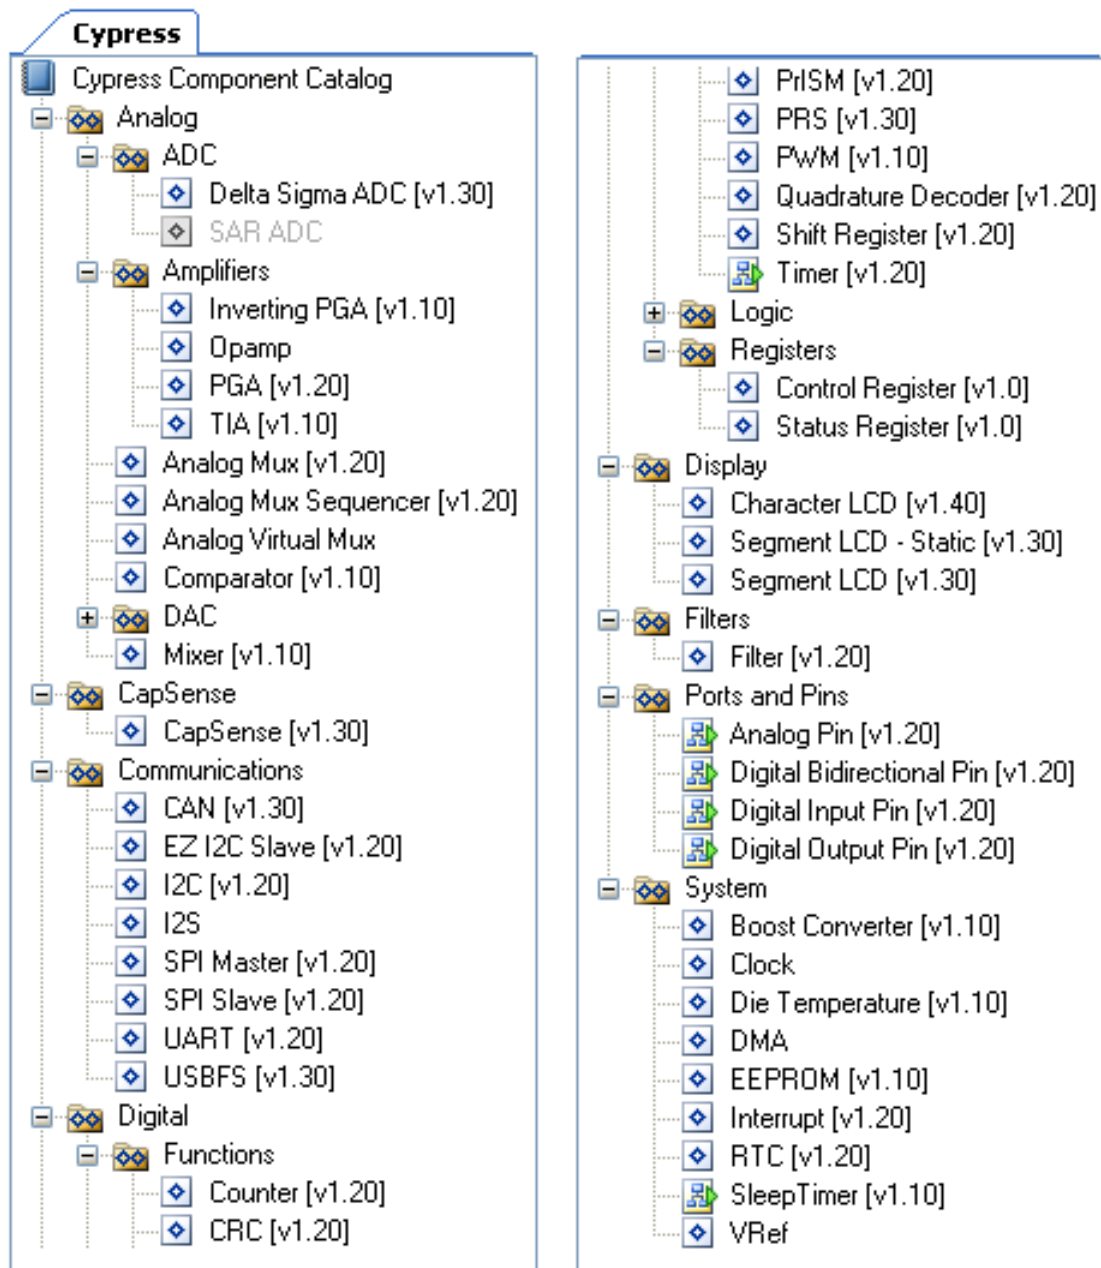 Cypress
Cypress Component Catalog
Analog
ADC
Delta Sigma ADC [v1.30]
SAR ADC
Amplifiers
Inverting PGA [v1.10]
Opamp
PGA [v1.20]
TIA [v1.10]
Analog Mux [v1.20]
Analog Mux Sequencer [v1.20]
Analog Virtual Mux
Comparator [v1.10]
DAC
Mixer [v1.10]
CapSense
CapSense [v1.30]
Communications
CAN [v1.30]
EZ I2C Slave [v1.20]
I2C [v1.20]
I2S
SPI Master [v1.20]
SPI Slave [v1.20]
UART [v1.20]
USBFS [v1.30]
Digital
Functions
Counter [v1.20]
CRC [v1.20]
PrISM [v1.20]
PRS [v1.30]
PWM [v1.10]
Quadrature Decoder [v1.20]
Shift Register [v1.20]
Timer [v1.20]
Logic
Registers
Control Register [v1.0]
Status Register [v1.0]
Display
Character LCD [v1.40]
Segment LCD - Static [v1.30]
Segment LCD [v1.30]
Filters
Filter [v1.20]
Ports and Pins
Analog Pin [v1.20]
Digital Bidirectional Pin [v1.20]
Digital Input Pin [v1.20]
Digital Output Pin [v1.20]
System
Boost Converter [v1.10]
Clock
Die Temperature [v1.10]
DMA
EEPROM [v1.10]
Interrupt [v1.20]
RTC [v1.20]
SleepTimer [v1.10]
VRef